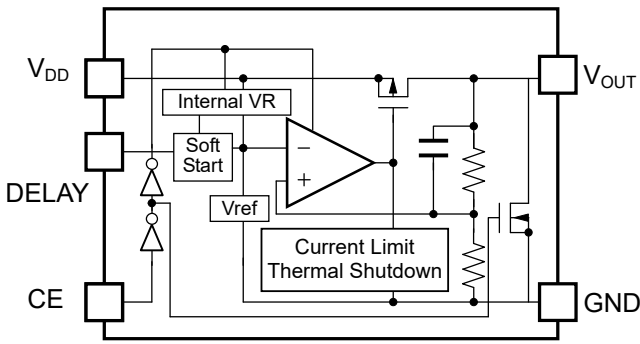 VDD
VOUT
Internal VR
Soft
Start
−
+
DELAY
Vref
Current Limit
Thermal Shutdown
CE
GND